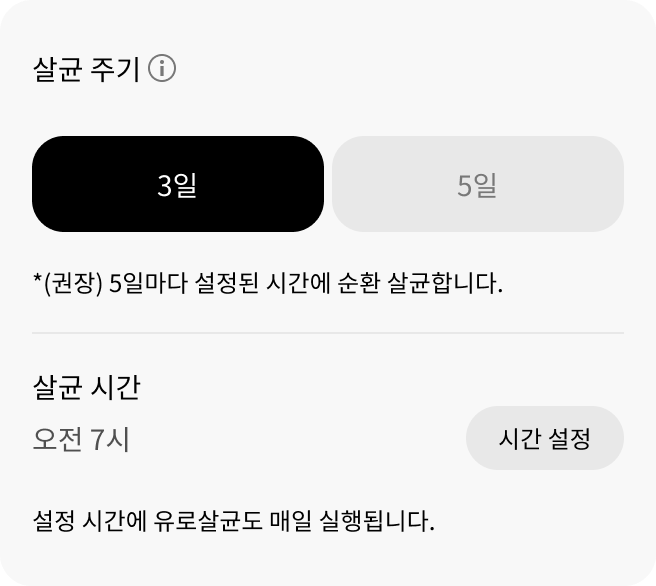 살균 주기
3일
5일
*(권장) 5일마다 설정된 시간에 순환 살균합니다.
살균 시간
오전 7시
시간 설정
설정 시간에 유로살균도 매일 실행됩니다.